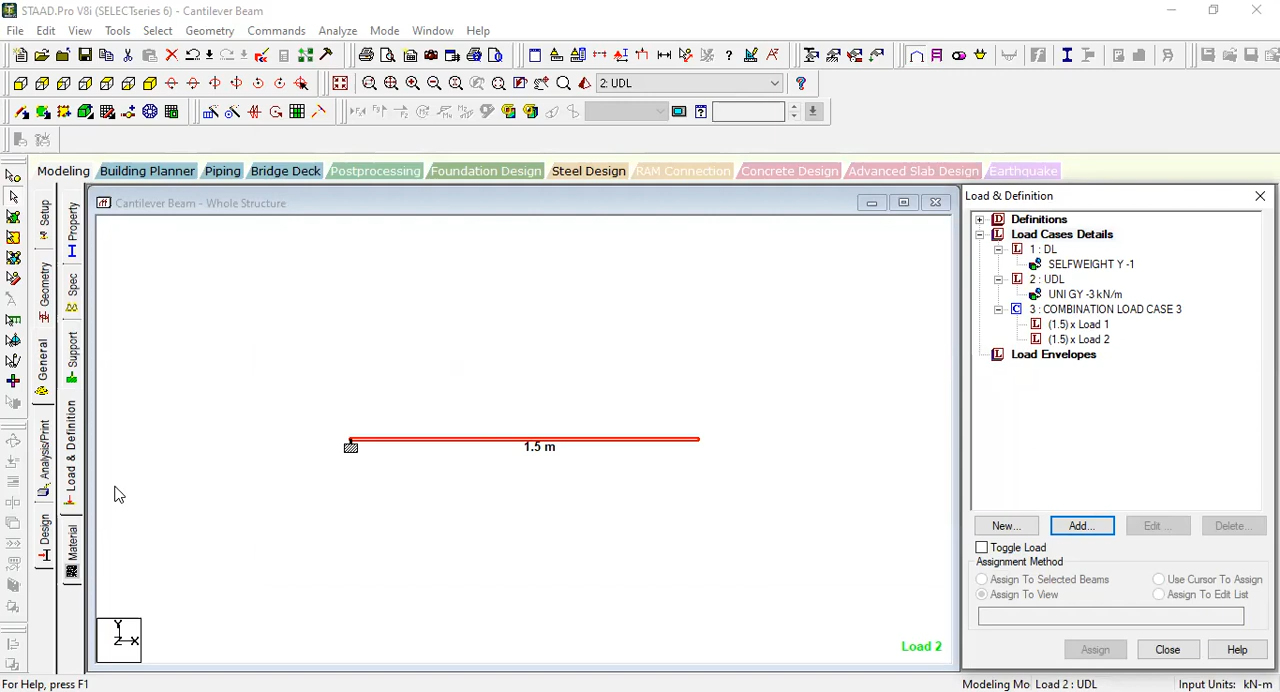 STAAD.Pro V8i (SELECTseries 6) - Cantilever Beam
File Edit View Tools Select Geometry Commands Analyze Mode Window Help
2: UDL
Modeling Building Planner Piping Bridge Deck Postprocessing Foundation Design Steel Design RAM Connection Concrete Design Advanced Slab Design Earthquake
Setup
Geometry
General
Analysis/Print
Design
Property
Spec
Support
Load & Definition
Material
Cantilever Beam - Whole Structure
1.5 m
Y
Z X
Load 2
Load & Definition
D Definitions
L Load Cases Details
L 1 : DL
SELFWEIGHT Y -1
L 2 : UDL
UNI GY -3 kN/m
C 3 : COMBINATION LOAD CASE 3
L (1.5) x Load 1
L (1.5) x Load 2
L Load Envelopes
New... Add... Edit ... Delete...
Toggle Load
Assignment Method
Assign To Selected Beams Use Cursor To Assign
Assign To View Assign To Edit List
Assign Close Help
For Help, press F1 Modeling Mo Load 2 : UDL Input Units: kN-m